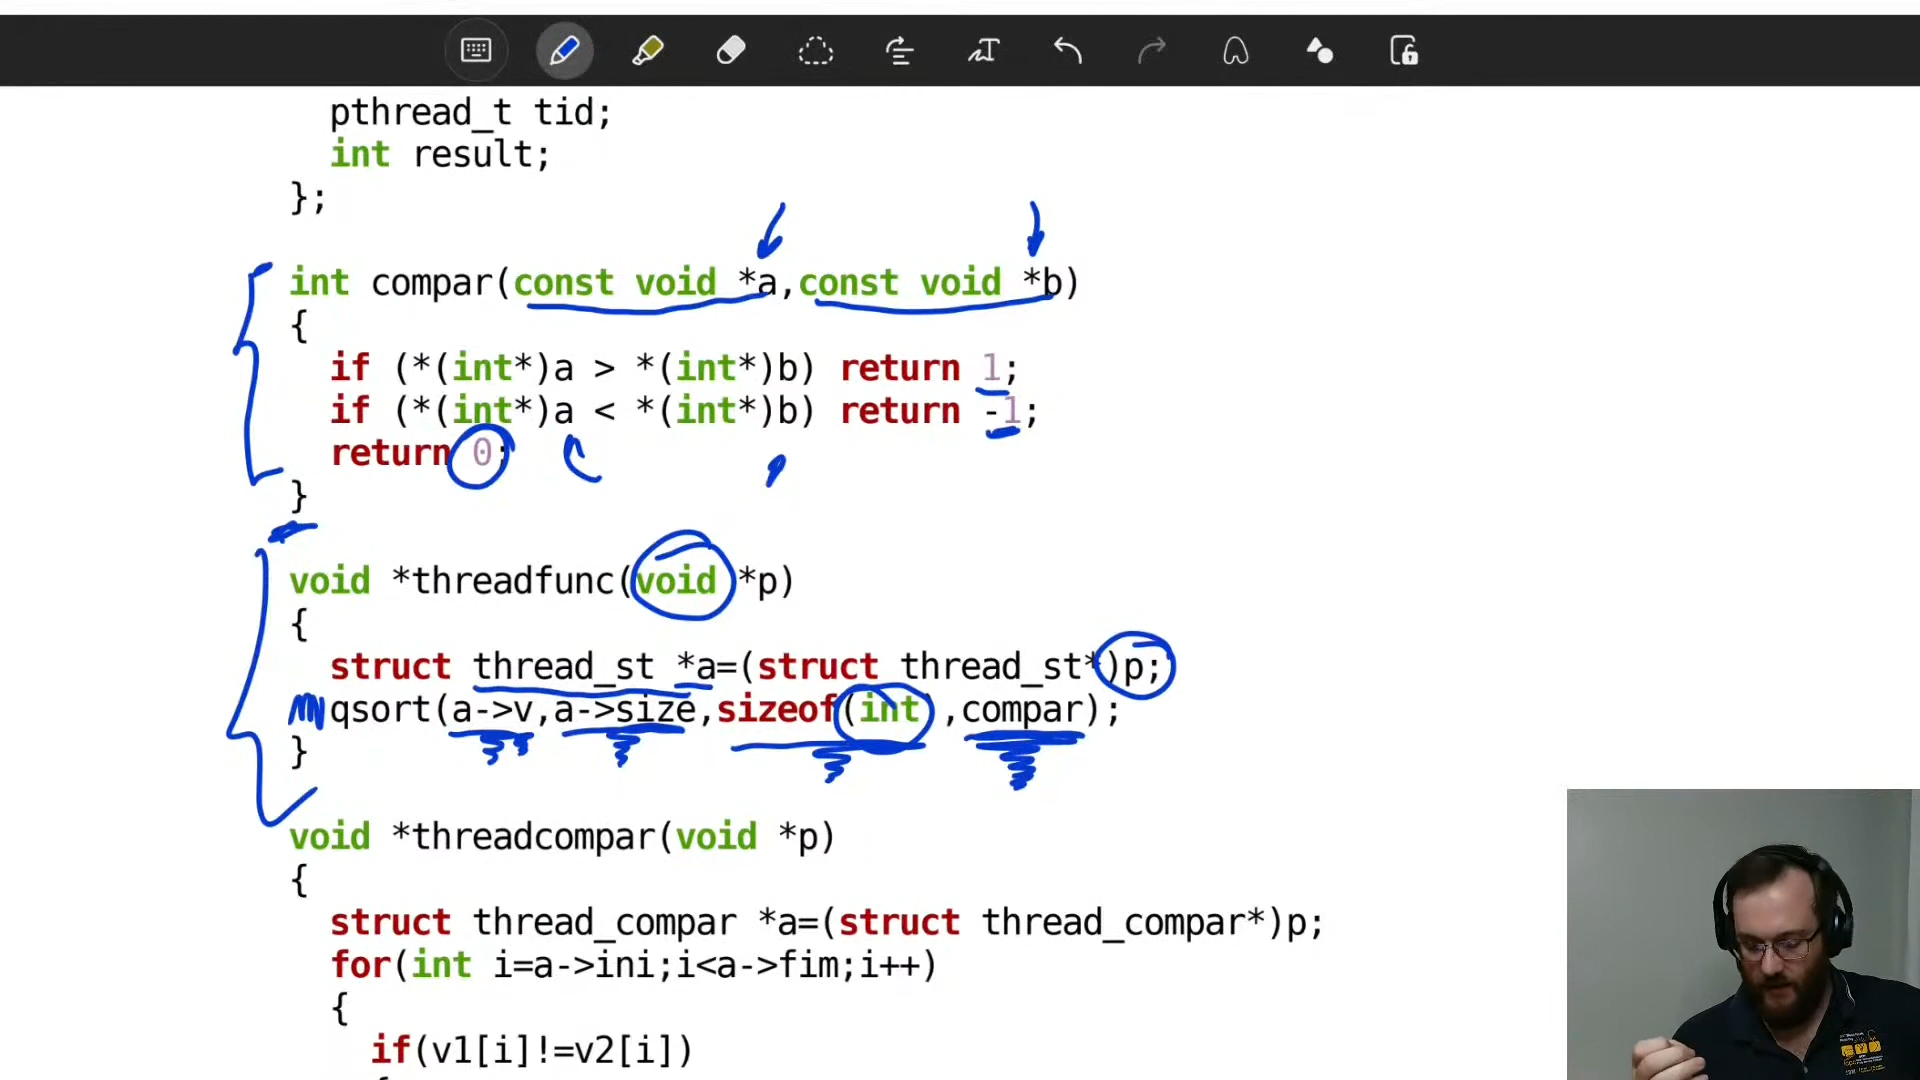 pthread_t tid;
int result;
};
int compar(const void *a,const void *b)
{
if (*(int*)a > *(int*)b) return 1;
if (*(int*)a < *(int*)b) return -1;
return 0;
}
void *threadfunc(void *p)
{
struct thread_st *a=(struct thread_st*)p;
qsort(a->v,a->size,sizeof(int),compar);
}
void *threadcompar(void *p)
{
struct thread_compar *a=(struct thread_compar*)p;
for(int i=a->ini;i<a->fim;i++)
{
if(v1[i]!=v2[i])